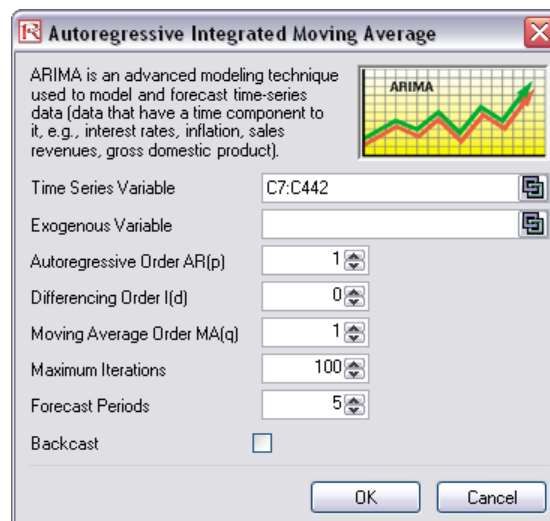 Autoregressive Integrated Moving Average
ARIMA is an advanced modeling technique
used to model and forecast time-series
data (data that have a time component to
it, e.g., interest rates, inflation, sales
revenues, gross domestic product).
ARIMA
Time Series Variable C7:C442
Exogenous Variable
Autoregressive Order AR(p) 1
Differencing Order I(d) 0
Moving Average Order MA(q) 1
Maximum Iterations 100
Forecast Periods 5
Backcast
OK Cancel